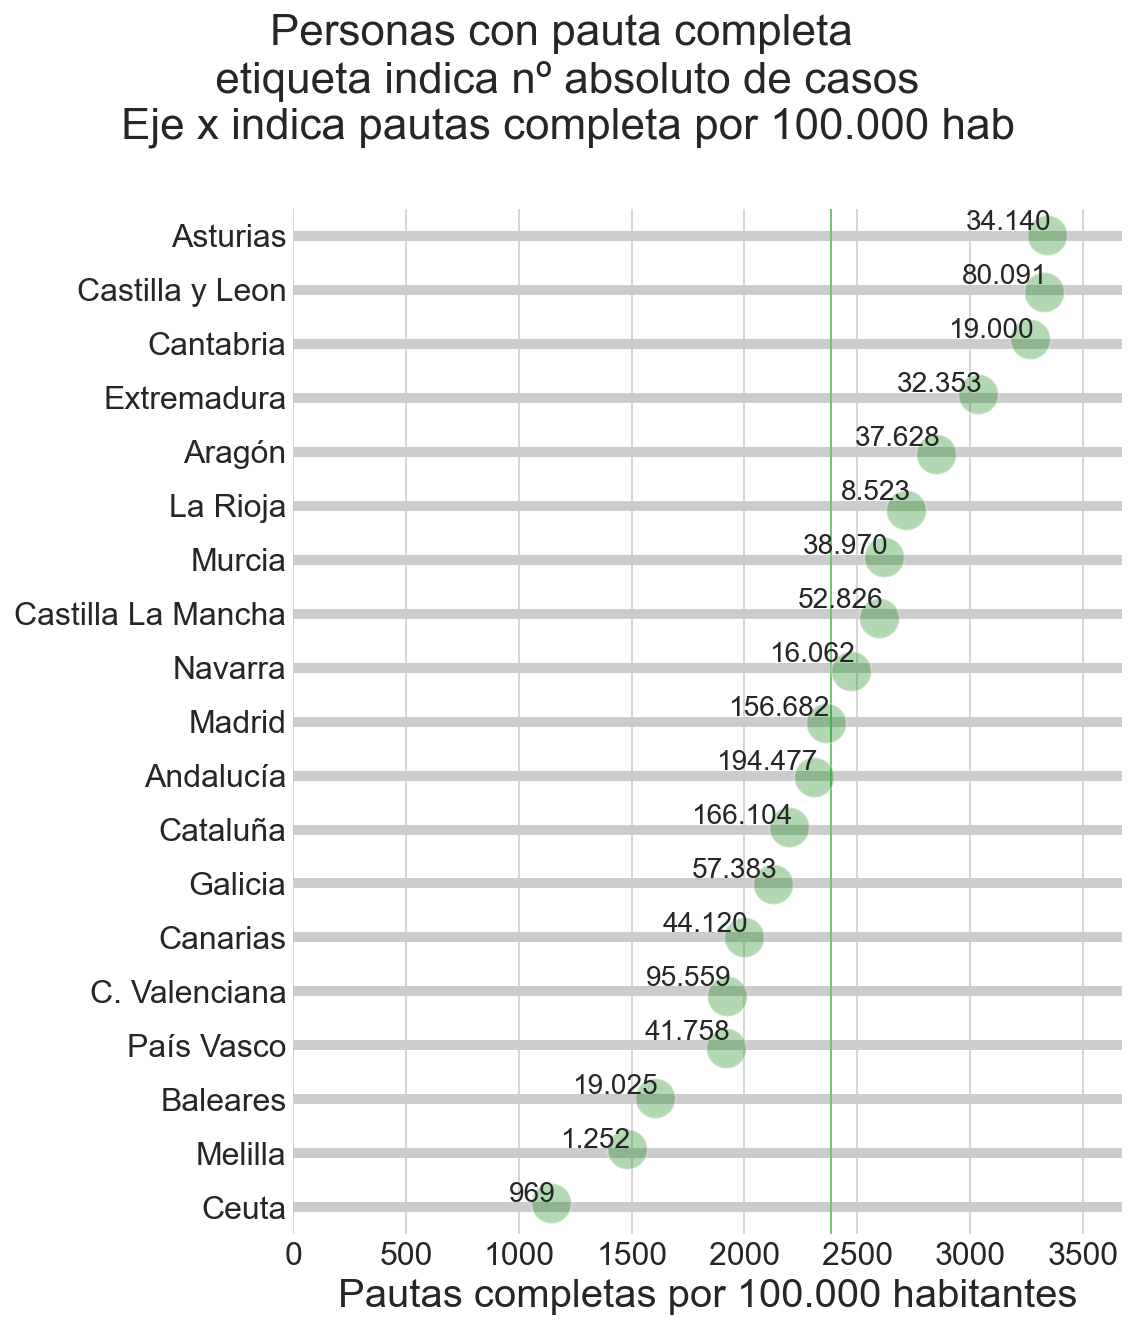 Personas con pauta completa
etiqueta indica nº absoluto de casos
Eje x indica pautas completa por 100.000 hab
Asturias 34.140
Castilla y Leon 80.091
Cantabria 19.000
Extremadura 32.353
Aragón 37.628
La Rioja 8.523
Murcia 38.970
Castilla La Mancha 52.826
Navarra 16.062
Madrid 156.682
Andalucía 194.477
Cataluña 166.104
Galicia 57.383
Canarias 44.120
C. Valenciana 95.559
País Vasco 41.758
Baleares 19.025
Melilla 1.252
Ceuta 969
0 500 1000 1500 2000 2500 3000 3500
Pautas completas por 100.000 habitantes